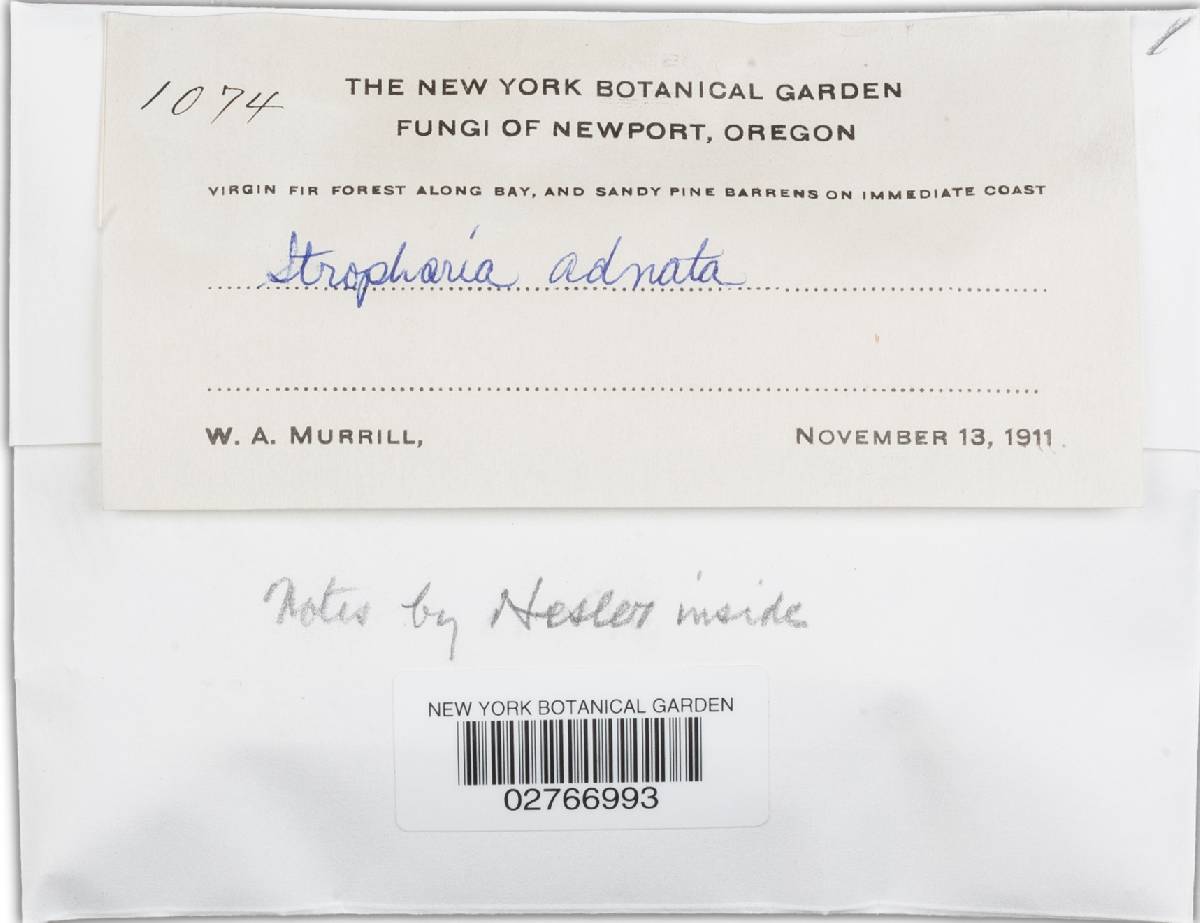 1074
THE NEW YORK BOTANICAL GARDEN
FUNGI OF NEWPORT, OREGON
VIRGIN FIR FOREST ALONG BAY, AND SANDY PINE BARRENS ON IMMEDIATE COAST
Stropharia adnata
W. A. MURRILL,
NOVEMBER 13, 1911.
Notes by Hesler inside
NEW YORK BOTANICAL GARDEN
02766993